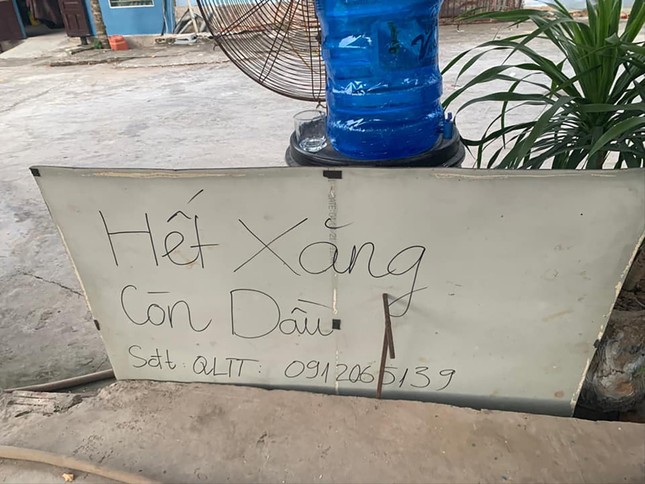 Hết Xăng
Còn Dầu
Sđt: QLTT: 0912065139